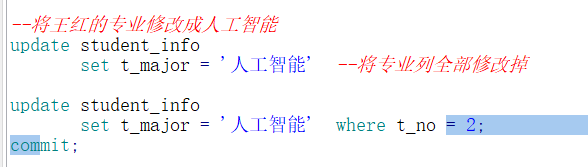 --将王红的专业修改成人工智能
update student_info
set t_major = '人工智能' --将专业列全部修改掉
update student_info
set t_major = '人工智能' where t_no = 2;
commit;